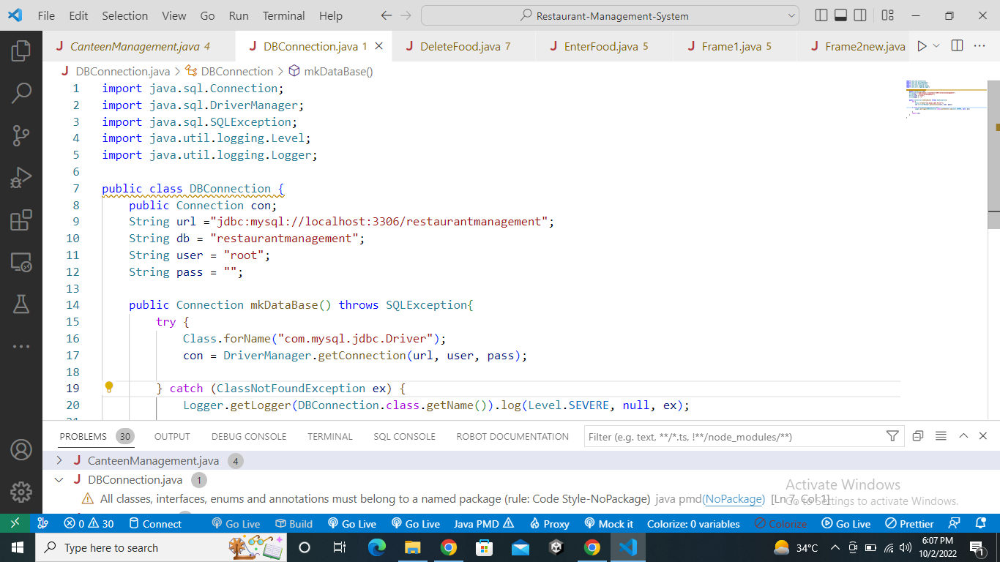 File Edit Selection View Go Run Terminal Help Restaurant-Management-System
CanteenManagement.java 4 DBConnection.java 1 DeleteFood.java 7 EnterFood.java 5 Frame1.java 5 Frame2new.java
DBConnection.java > DBConnection > mkDataBase()
1 import java.sql.Connection;
2 import java.sql.DriverManager;
3 import java.sql.SQLException;
4 import java.util.logging.Level;
5 import java.util.logging.Logger;
6
7 public class DBConnection {
8 public Connection con;
9 String url ="jdbc:mysql://localhost:3306/restaurantmanagement";
10 String db = "restaurantmanagement";
11 String user = "root";
12 String pass = "";
13
14 public Connection mkDataBase() throws SQLException{
15 try {
16 Class.forName("com.mysql.jdbc.Driver");
17 con = DriverManager.getConnection(url, user, pass);
18
19 } catch (ClassNotFoundException ex) {
20 Logger.getLogger(DBConnection.class.getName()).log(Level.SEVERE, null, ex);
PROBLEMS 30 OUTPUT DEBUG CONSOLE TERMINAL SQL CONSOLE ROBOT DOCUMENTATION Filter (e.g. text, **/*.ts, !**/node_modules/**)
CanteenManagement.java 4
DBConnection.java 1
All classes, interfaces, enums and annotations must belong to a named package (rule: Code Style-NoPackage) java pmd(NoPackage) [Ln 7, Col 1]
Activate Windows
Go to Settings to activate Windows.
0 30 Connect Go Live Build Go Live Go Live Java PMD Proxy Mock it Colorize: 0 variables Colorize Go Live Prettier
Type here to search 34°C 6:07 PM
10/2/2022 1